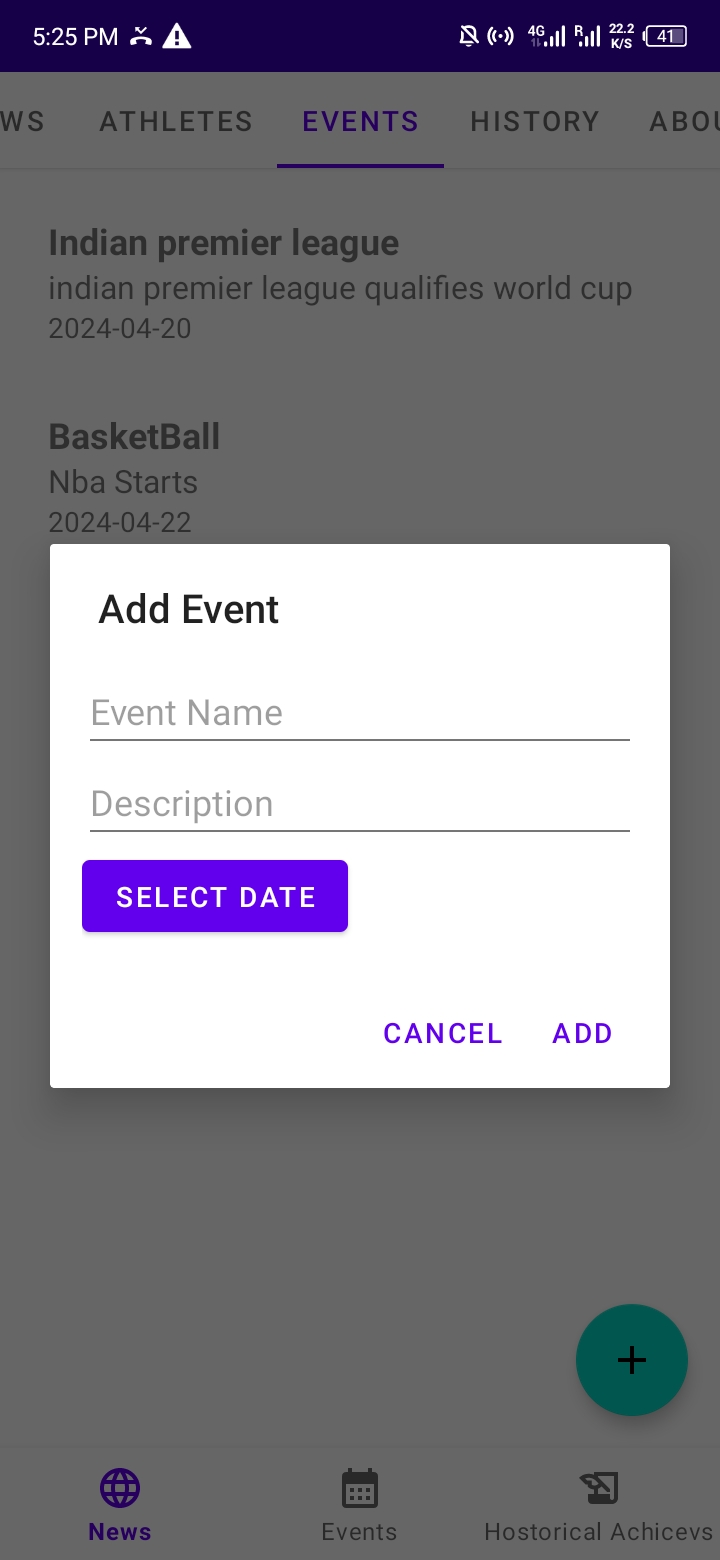 5:25 PM 4G R 22.2 K/S 41
WS ATHLETES EVENTS HISTORY ABOU
Indian premier league
indian premier league qualifies world cup
2024-04-20
BasketBall
Nba Starts
2024-04-22
Add Event
Event Name
Description
SELECT DATE
CANCEL ADD
News Events Hostorical Achicevs